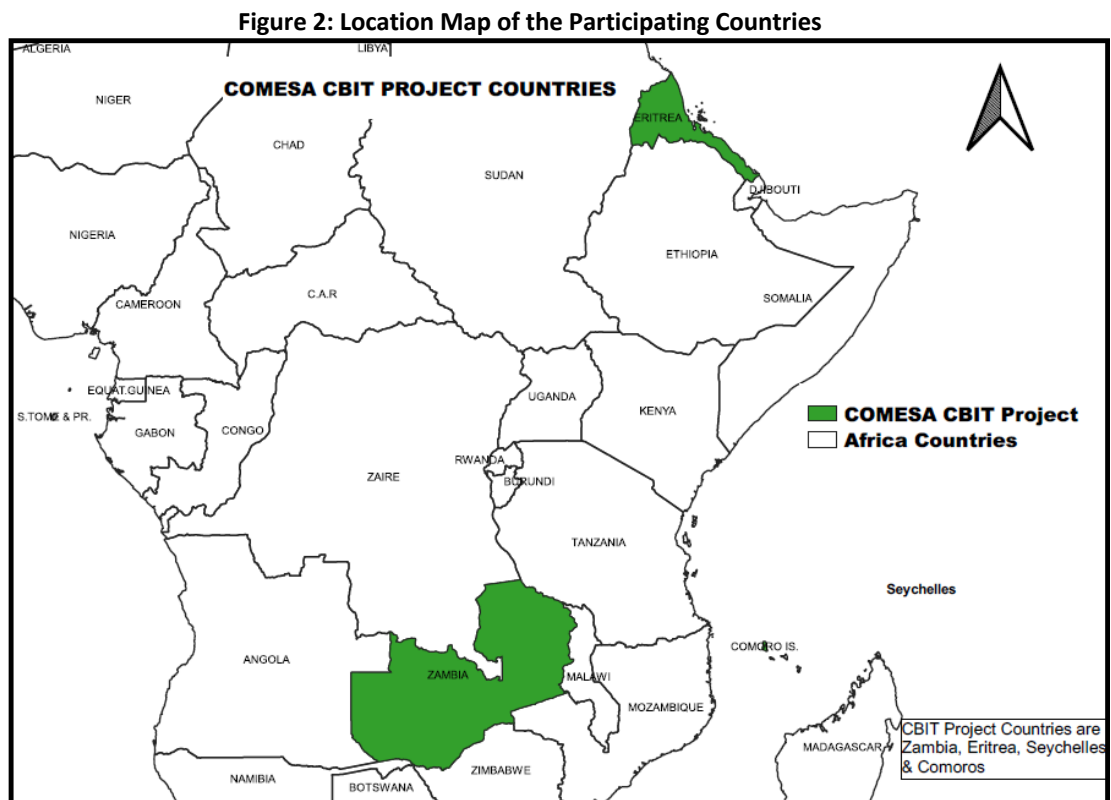 Figure 2: Location Map of the Participating Countries
ALGERIA
LIBYA
COMESA CBIT PROJECT COUNTRIES
NIGER
ERITREA
CHAD
SUDAN
DJIBOUTI
NIGERIA
ETHIOPIA
C.A.R
SOMALIA
CAMEROON
EQUAT.GUINEA
UGANDA
KENYA
COMESA CBIT Project
S.TOME & PR.
GABON
CONGO
Africa Countries
RWANDA
ZAIRE
BURUNDI
TANZANIA
Seychelles
COMORO IS.
ANGOLA
ZAMBIA
MALAWI
MOZAMBIQUE
CBIT Project Countries are
Zambia, Eritrea, Seychelles
& Comoros
MADAGASCAR
ZIMBABWE
NAMIBIA
BOTSWANA